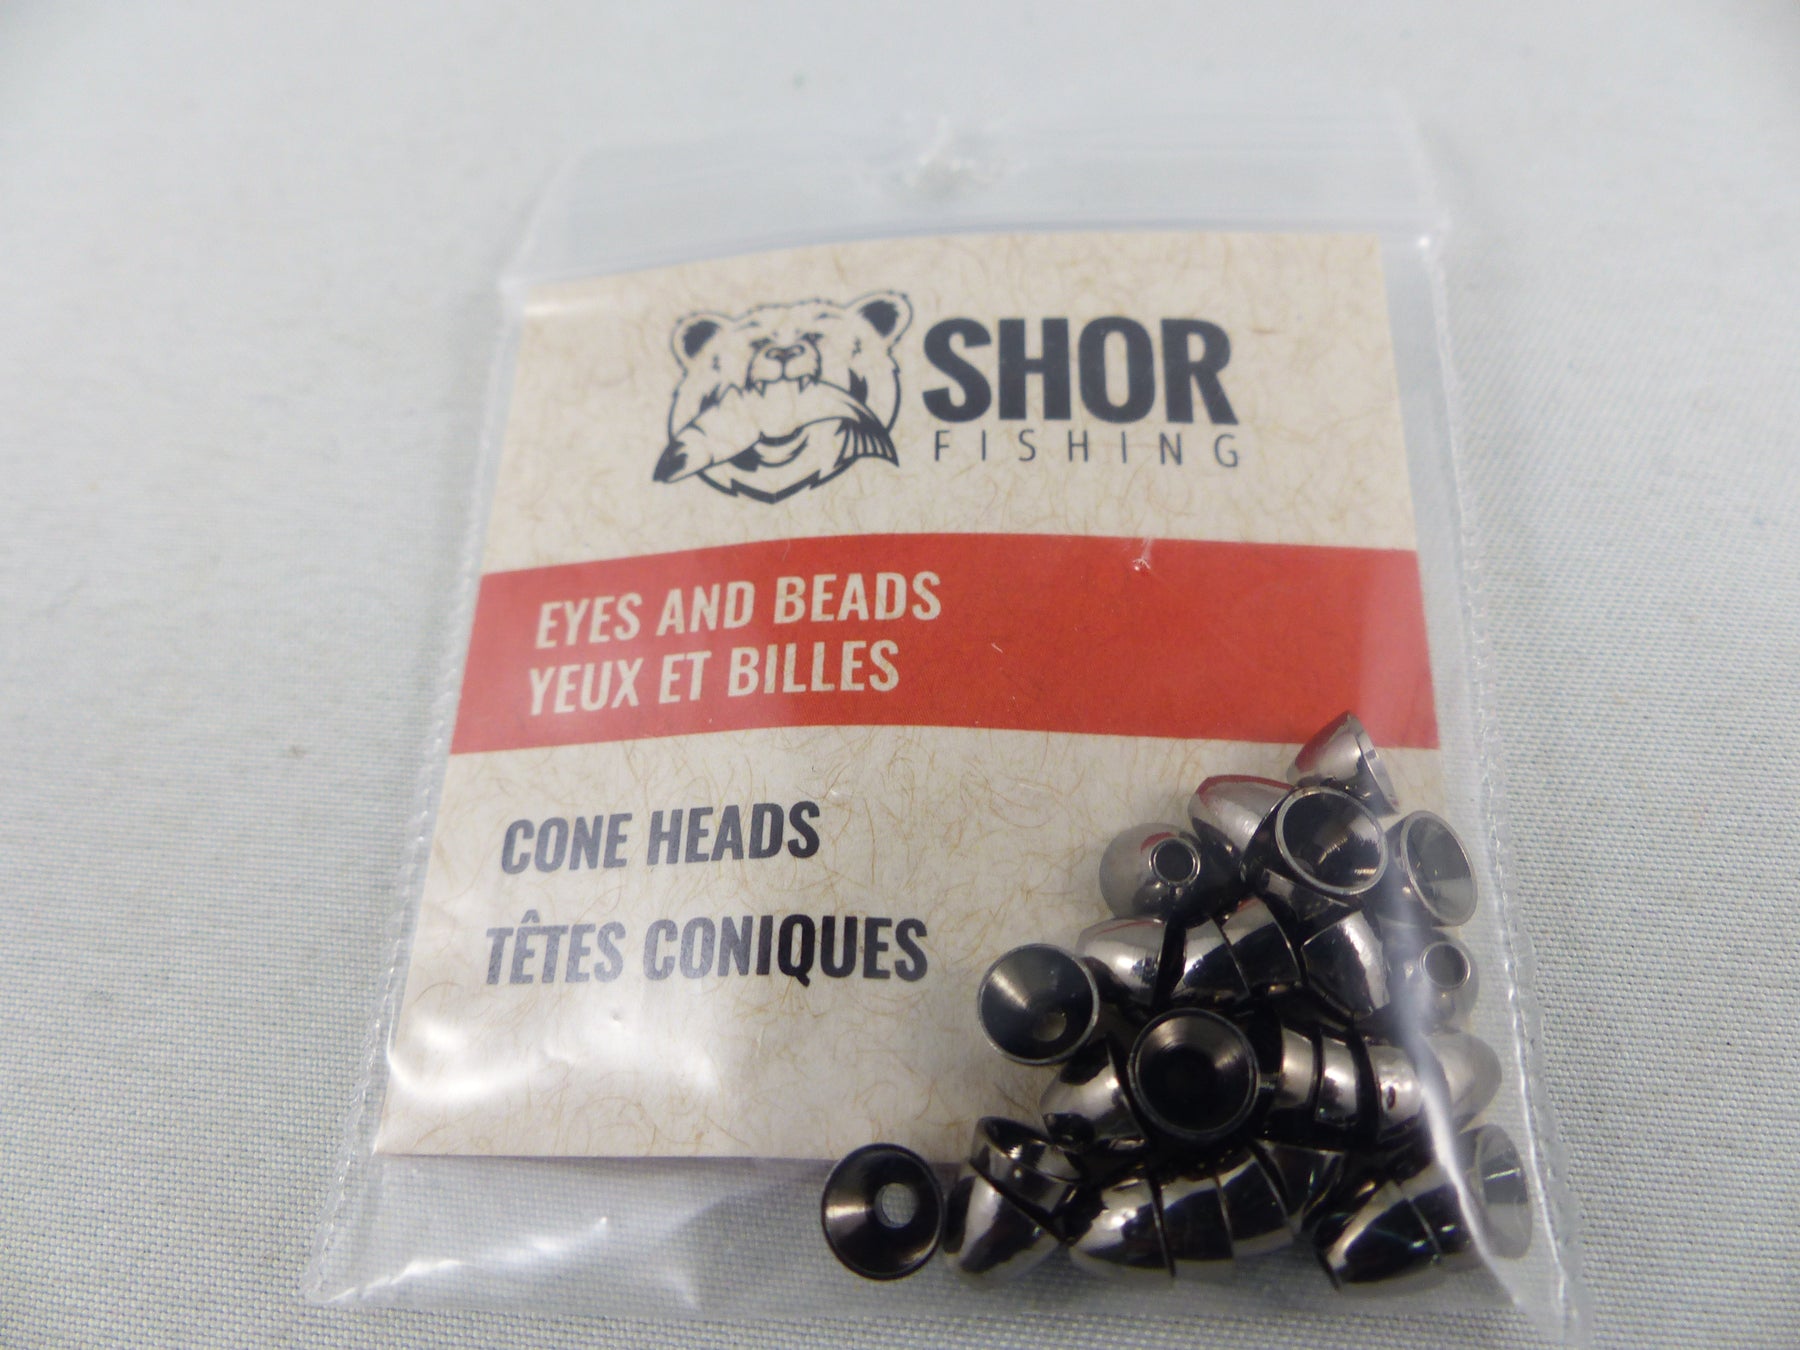 SHOR
FISHING
EYES AND BEADS
YEUX ET BILLES
CONE HEADS
TÊTES CONIQUES